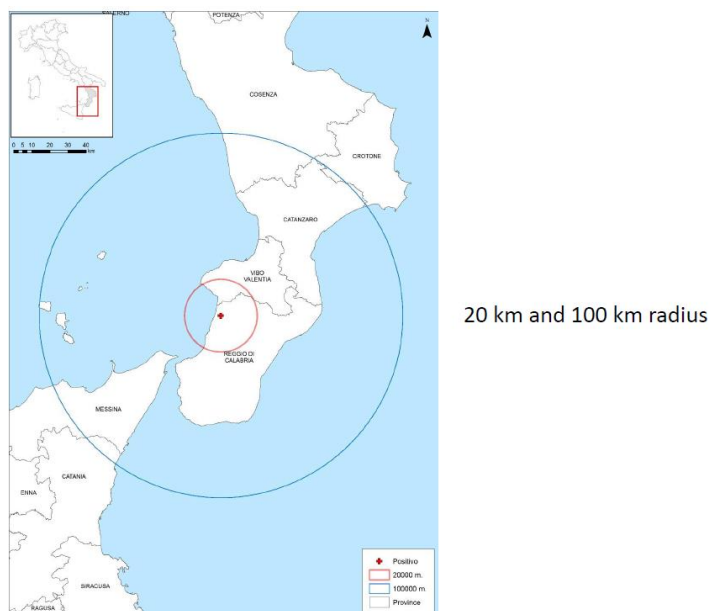 SALERNO
POTENZA
N
COSENZA
0 5 10 20 30 40
km
CROTONE
CATANZARO
VIBO
VALENTIA
20 km and 100 km radius
REGGIO DI
CALABRIA
MESSINA
CATANIA
ENNA
SIRACUSA
RAGUSA
Positivo
20000 m.
100000 m
Province